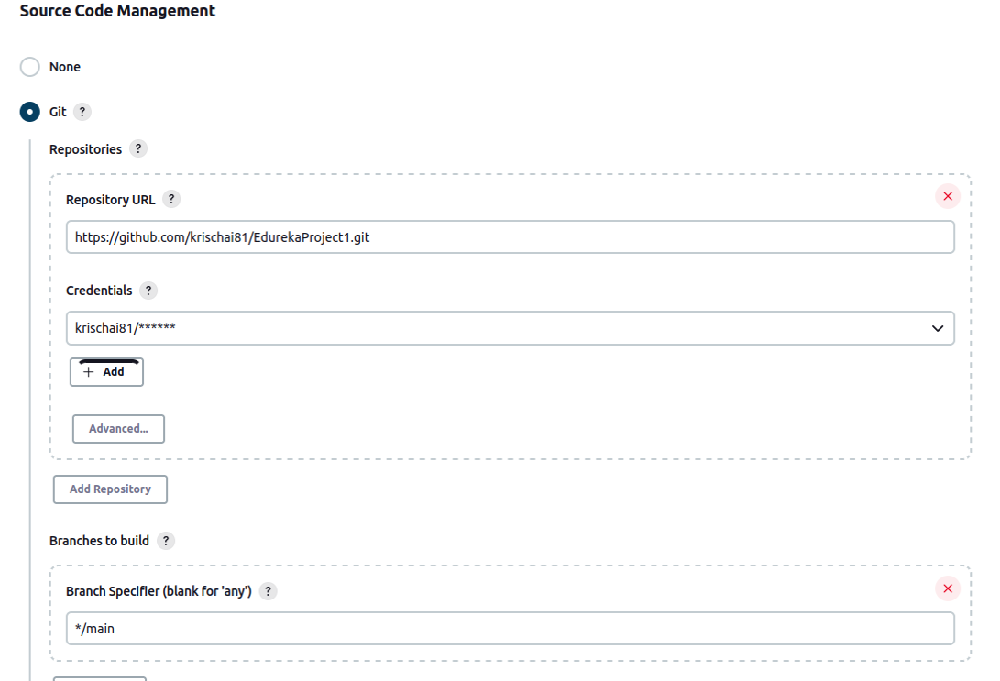 Source Code Management
None
Git ?
Repositories ?
Repository URL ?
https://github.com/krischai81/EdurekaProject1.git
Credentials ?
krischai81/******
+ Add
Advanced...
Add Repository
Branches to build ?
Branch Specifier (blank for 'any') ?
*/main